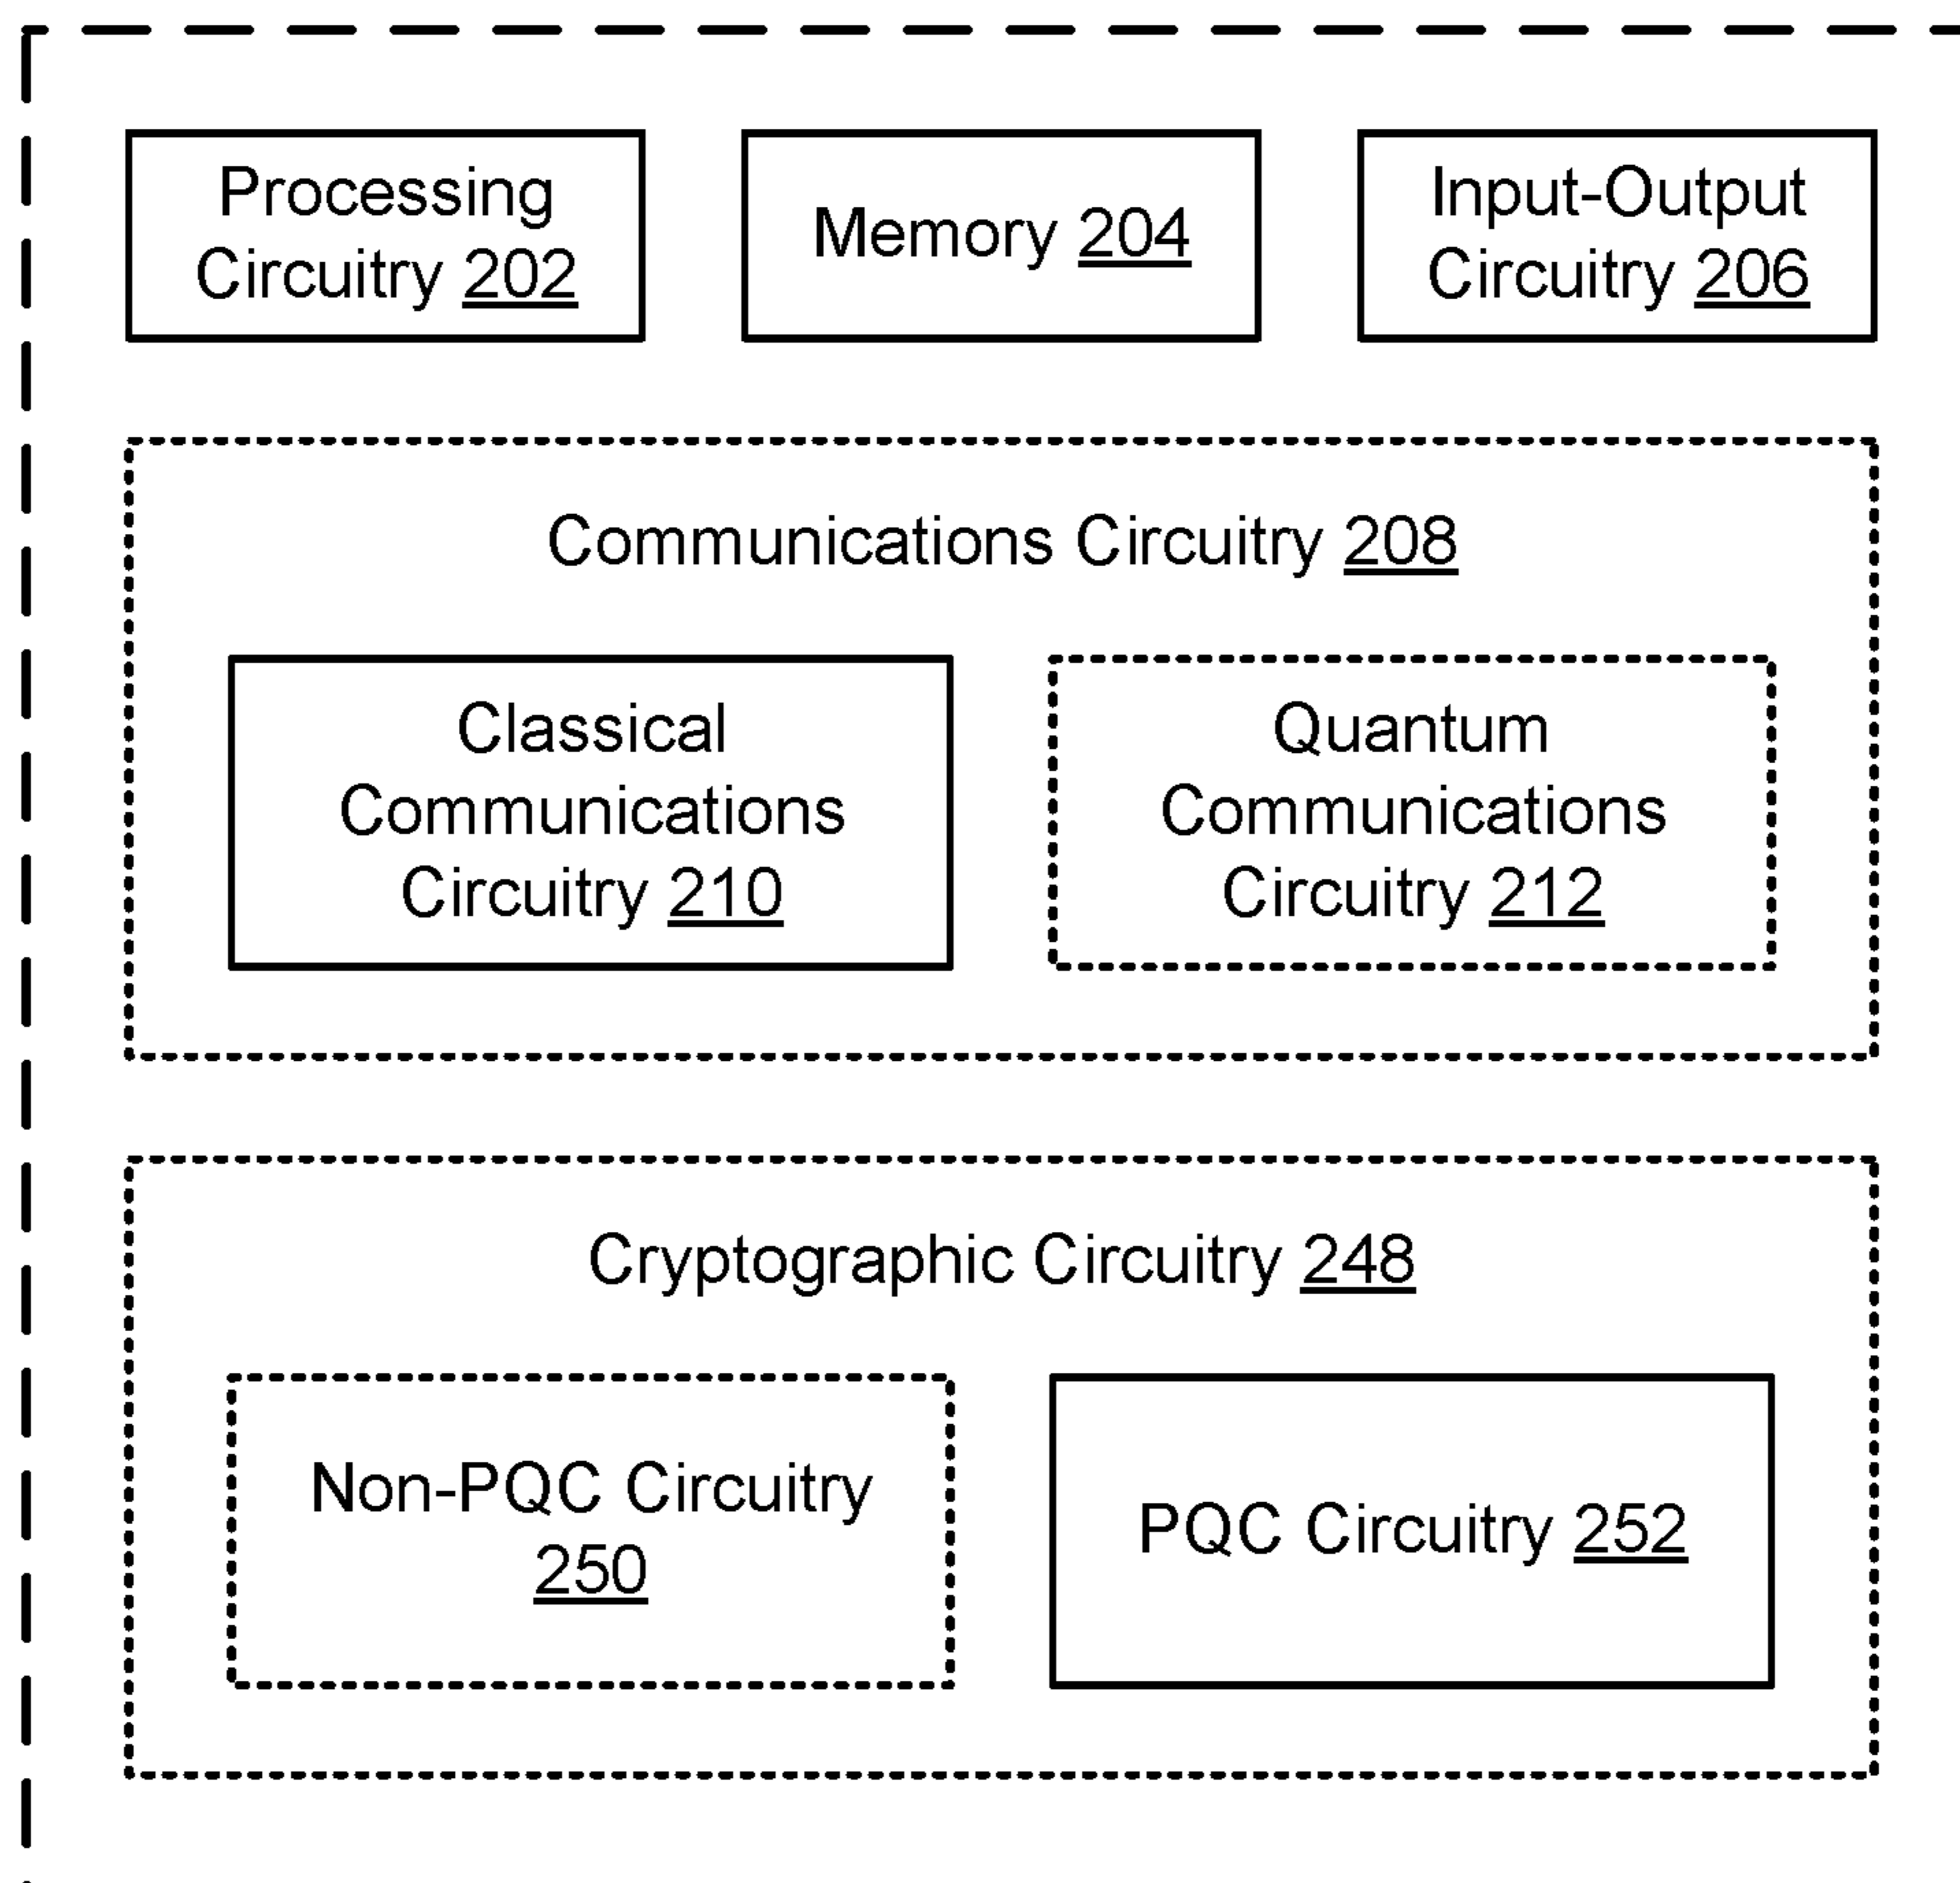 Processing
Circuitry 202
Memory 204
Input-Output
Circuitry 206
Communications Circuitry 208
Classical
Communications
Circuitry 210
Quantum
Communications
Circuitry 212
Cryptographic Circuitry 248
Non-PQC Circuitry
250
PQC Circuitry 252